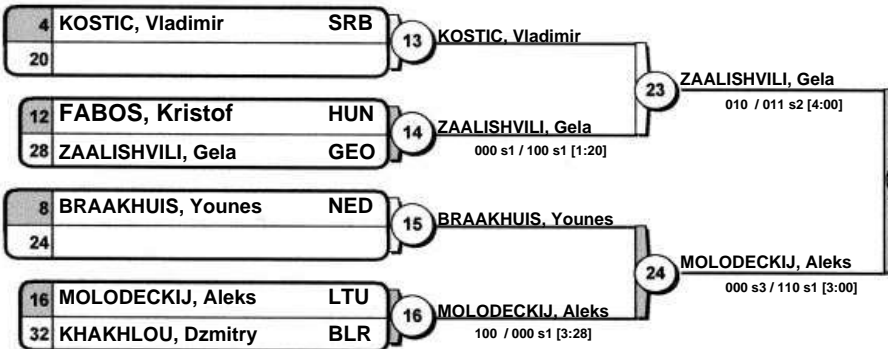 4 KOSTIC, Vladimir SRB
20
13 KOSTIC, Vladimir
12 FABOS, Kristof HUN
28 ZAALISHVILI, Gela GEO
14 ZAALISHVILI, Gela
000 s1 / 100 s1 [1:20]
23 ZAALISHVILI, Gela
010 / 011 s2 [4:00]
8 BRAAKHUIS, Younes NED
24
15 BRAAKHUIS, Younes
16 MOLODECKIJ, Aleks LTU
32 KHAKHLOU, Dzmitry BLR
16 MOLODECKIJ, Aleks
100 / 000 s1 [3:28]
24 MOLODECKIJ, Aleks
000 s3 / 110 s1 [3:00]